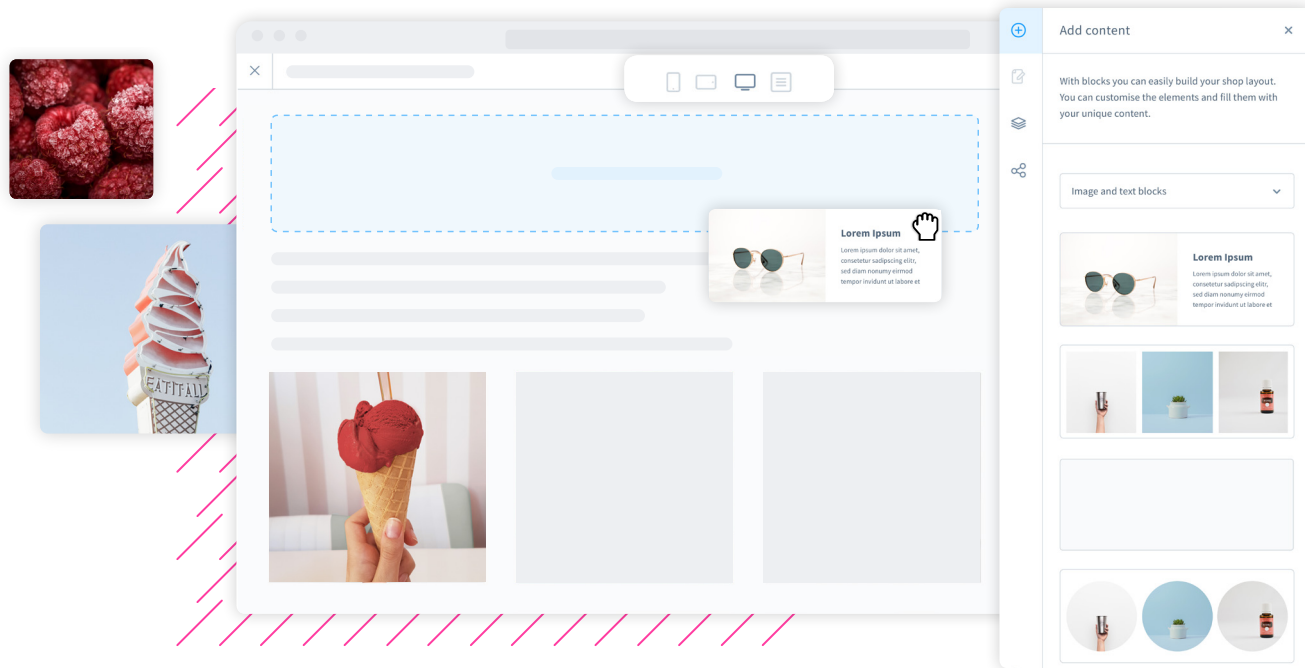 Add content
With blocks you can easily build your shop layout.
You can customise the elements and fill them with
your unique content.
Image and text blocks
Lorem Ipsum
Lorem ipsum dolor sit amet,
consetetur sadipscing elitr,
sed diam nonumy eirmod
tempor invidunt ut labore et
Lorem Ipsum
Lorem ipsum dolor sit amet,
consetetur sadipscing elitr,
sed diam nonumy eirmod
tempor invidunt ut labore et
EATITALL